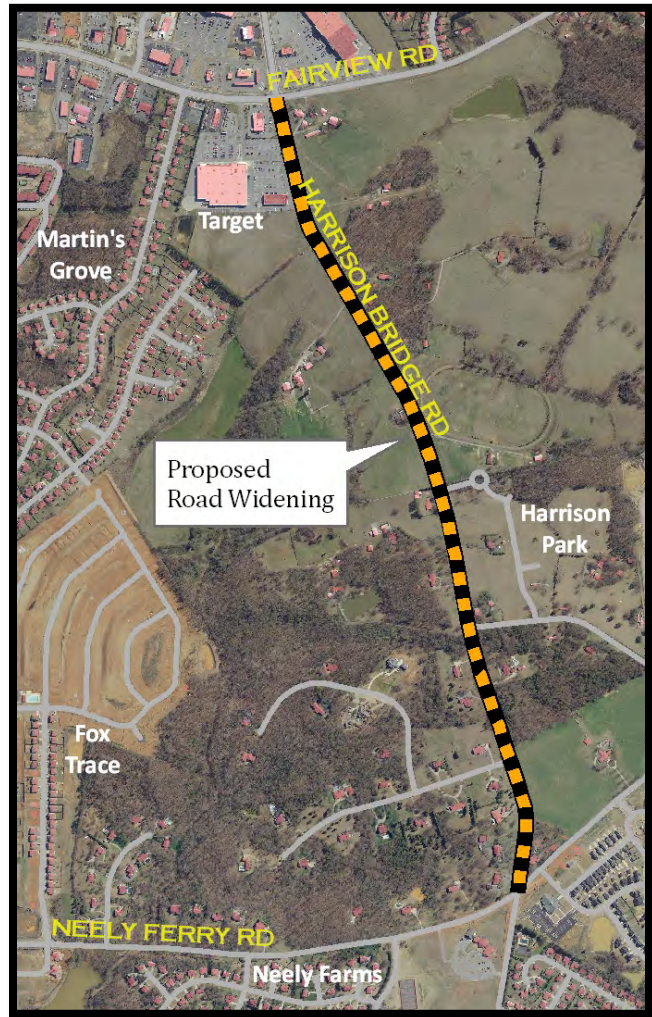 FAIRVIEW RD
HARRISON BRIDGE RD
Target
Martin's
Grove
Proposed
Road Widening
Harrison
Park
Fox
Trace
NEELY FERRY RD
Neely Farms